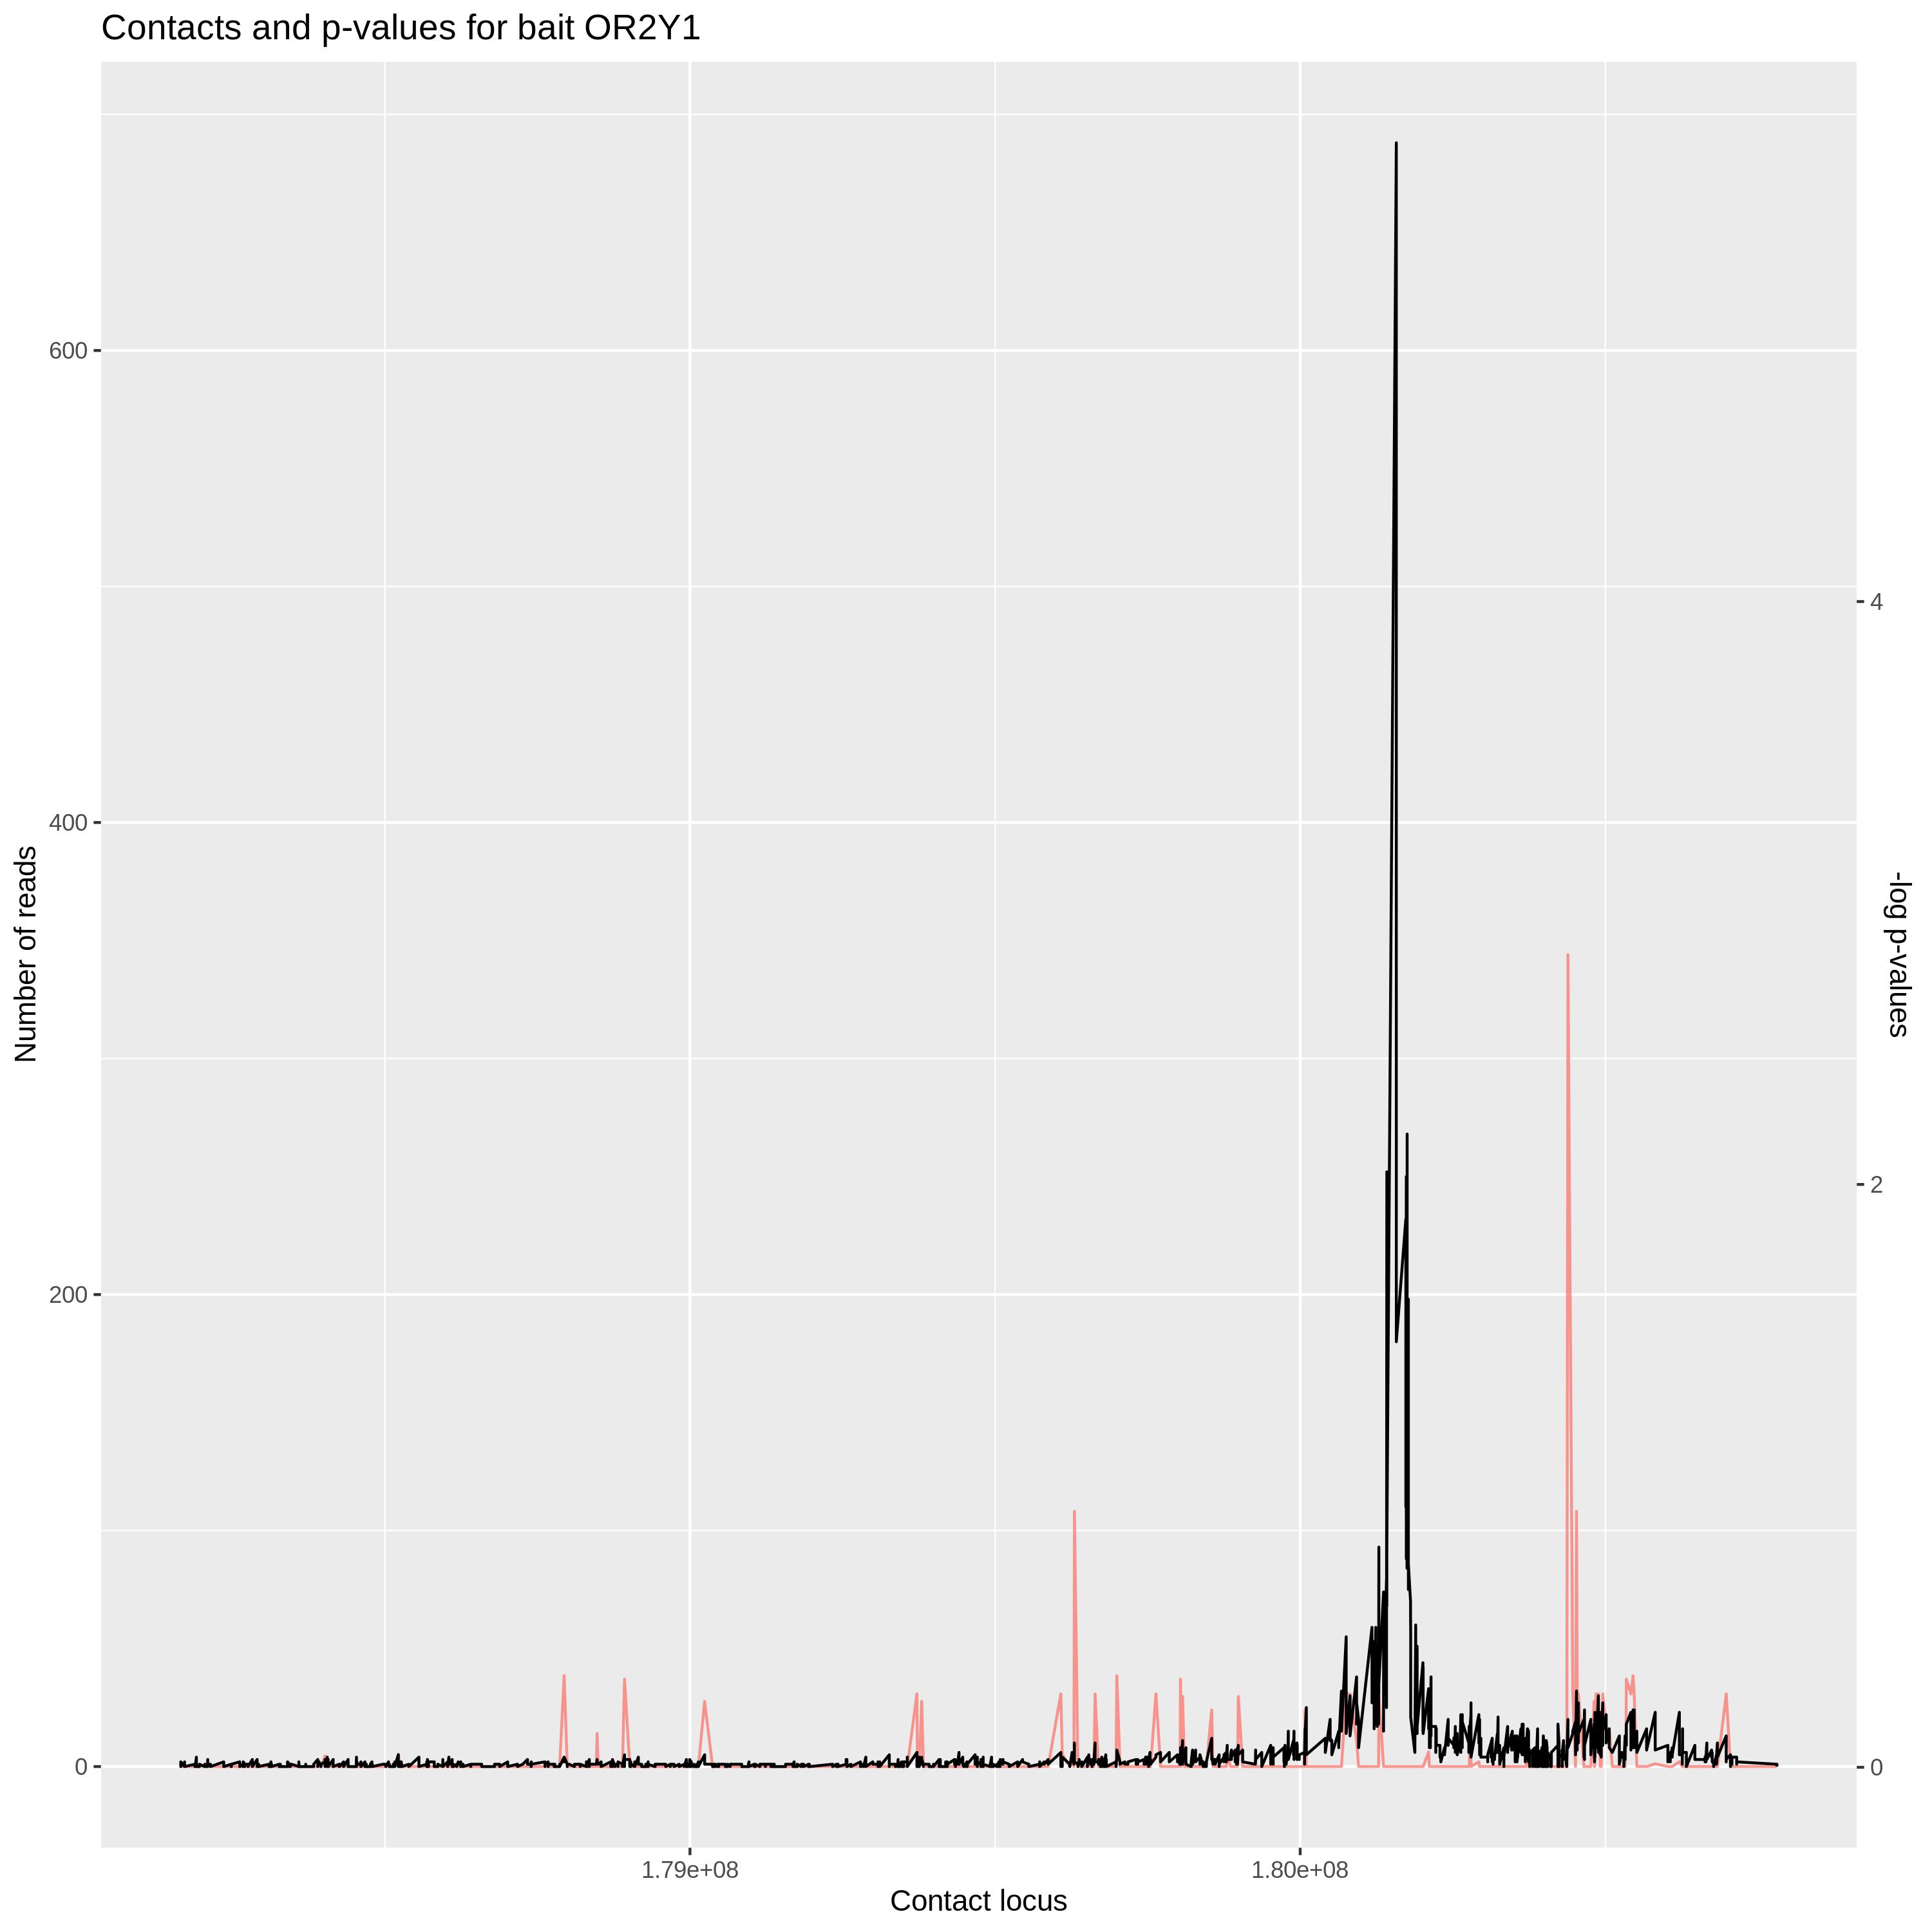 Contacts and p-values for bait OR2Y1
600
400
200
0
Number of reads
4
2
0
-log p-values
1.79e+08
1.80e+08
Contact locus